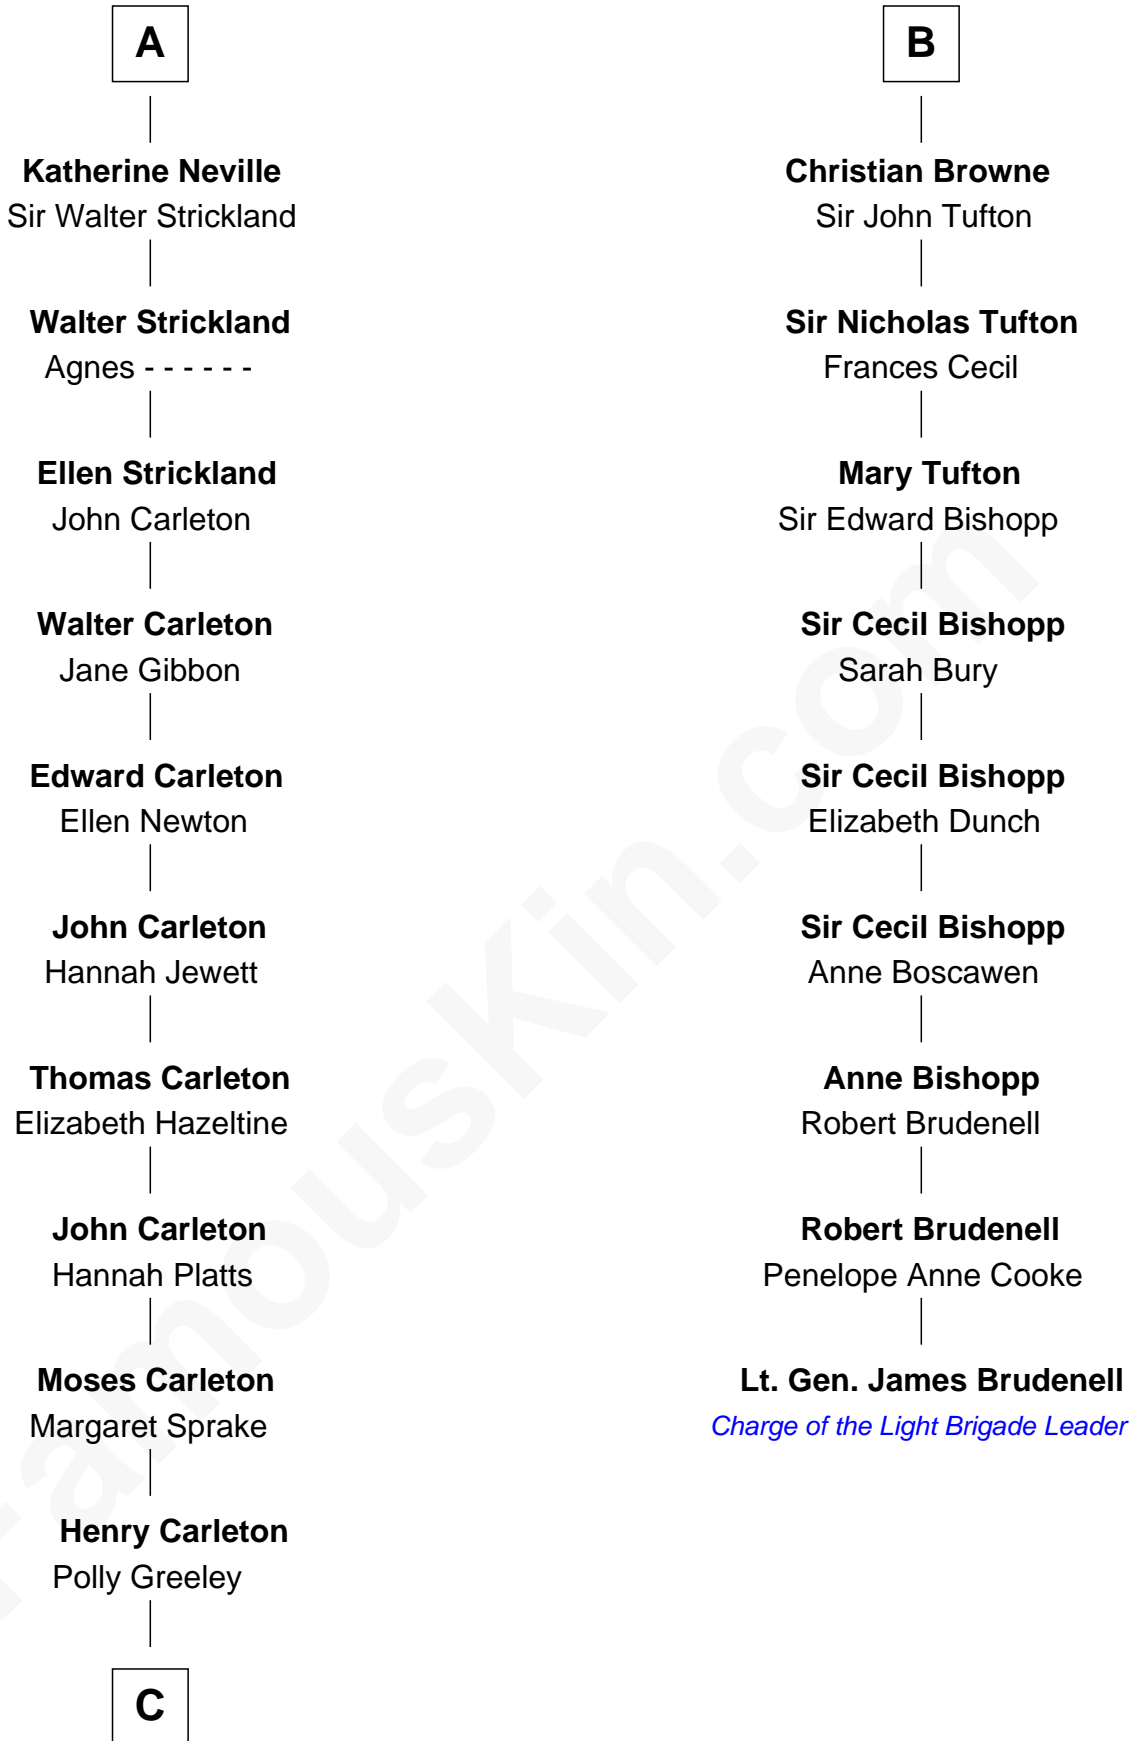 A
Katherine Neville
Sir Walter Strickland
Walter Strickland
Agnes - - - - - -
Ellen Strickland
John Carleton
Walter Carleton
Jane Gibbon
Edward Carleton
Ellen Newton
John Carleton
Hannah Jewett
Thomas Carleton
Elizabeth Hazeltine
John Carleton
Hannah Platts
Moses Carleton
Margaret Sprake
Henry Carleton
Polly Greeley
C
B
Christian Browne
Sir John Tufton
Sir Nicholas Tufton
Frances Cecil
Mary Tufton
Sir Edward Bishopp
Sir Cecil Bishopp
Sarah Bury
Sir Cecil Bishopp
Elizabeth Dunch
Sir Cecil Bishopp
Anne Boscawen
Anne Bishopp
Robert Brudenell
Robert Brudenell
Penelope Anne Cooke
Lt. Gen. James Brudenell
Charge of the Light Brigade Leader
FamousKin.com